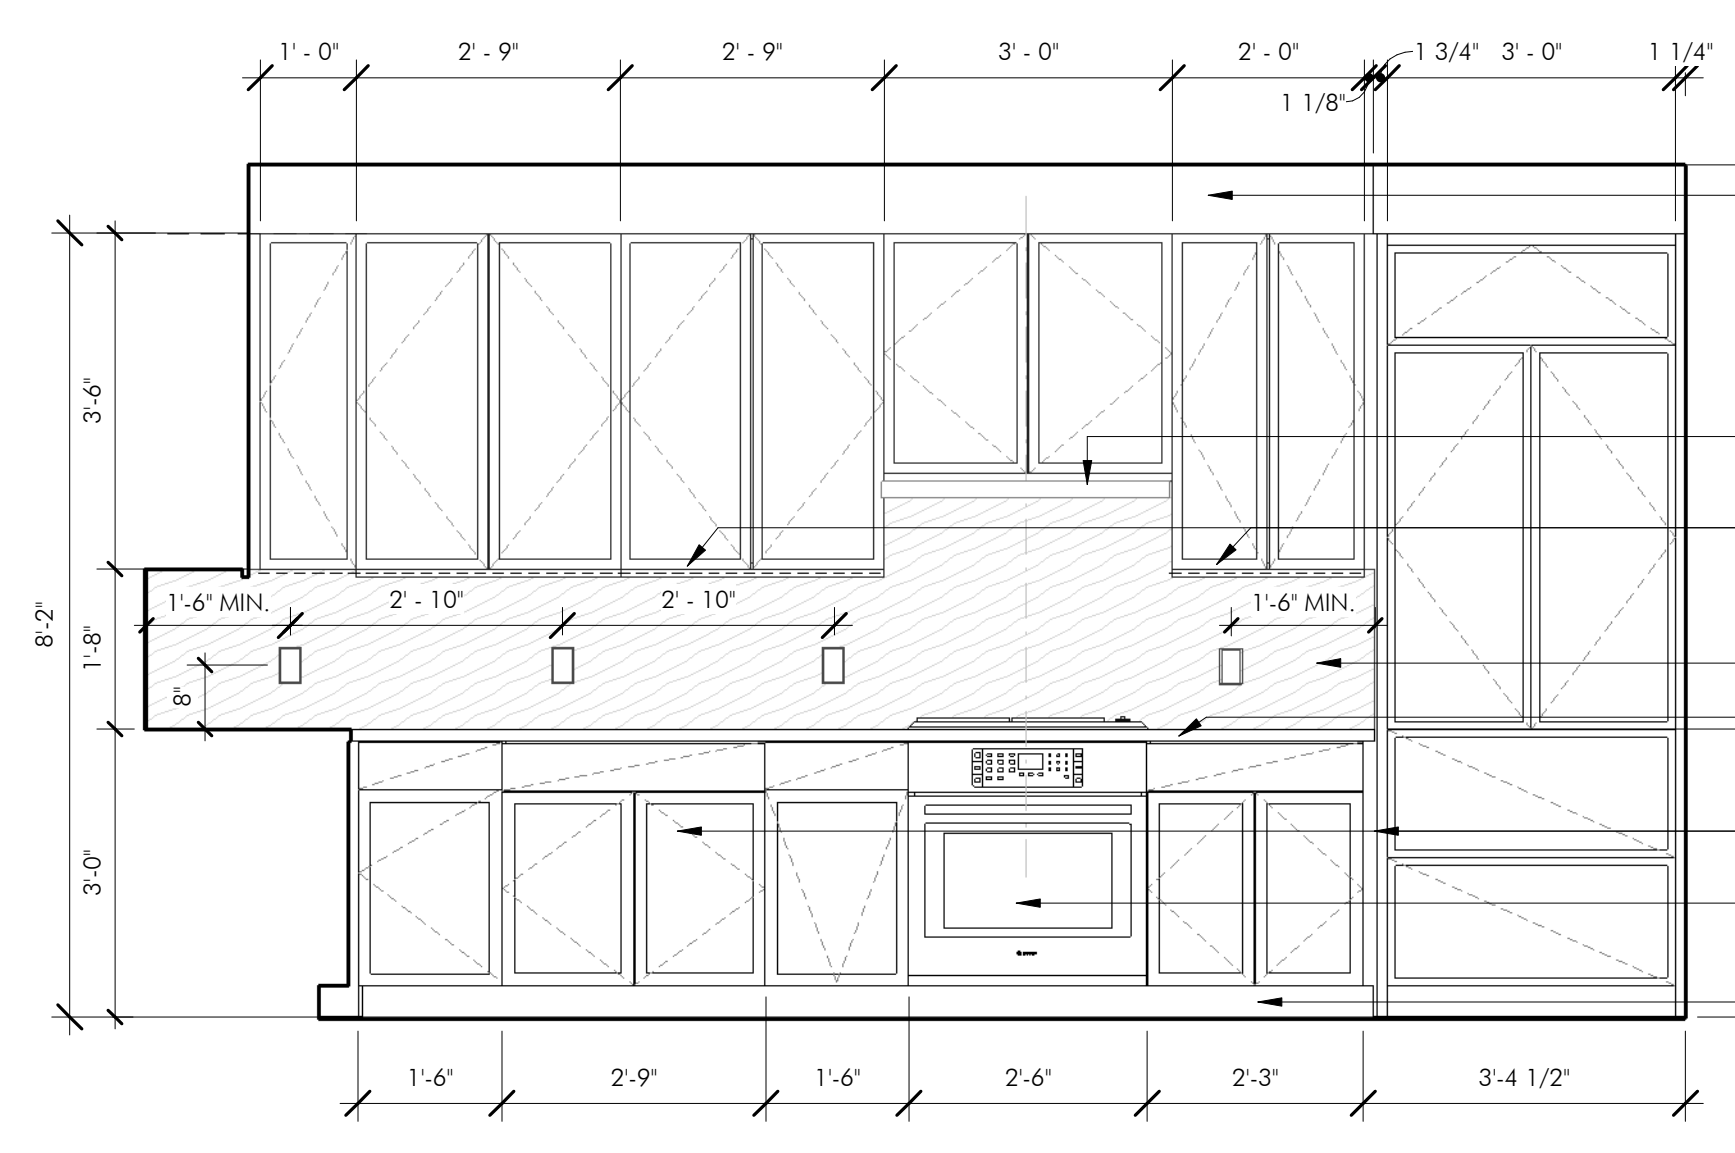 1' - 0" 2' - 9" 2' - 9" 3' - 0" 2' - 0" 1 3/4" 3' - 0" 1 1/4"
1 1/8"
3'-6"
8'-2"
1'-8"
3'-0"
1'-6" MIN. 2' - 10" 2' - 10" 1'-6" MIN.
8"
1'-6" 2'-9" 1'-6" 2'-6" 2'-3" 3'-4 1/2"